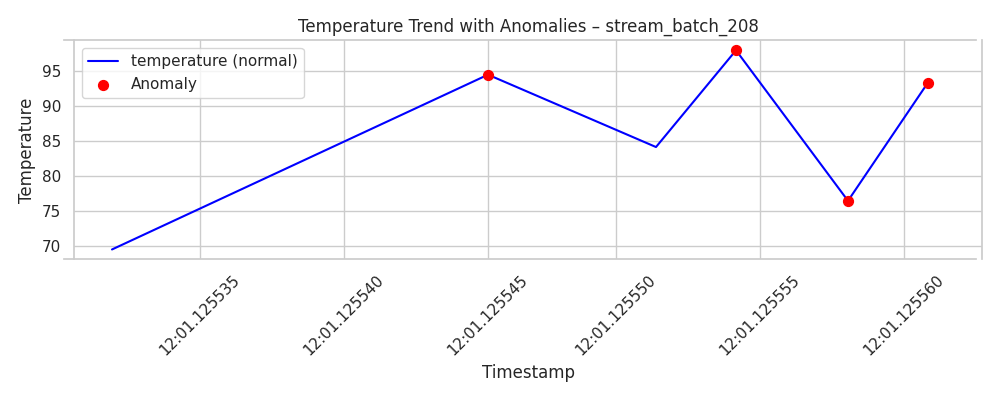 Temperature Trend with Anomalies – stream_batch_208
temperature (normal)
Anomaly
Temperature
95
90
85
80
75
70
12:01.125535
12:01.125540
12:01.125545
12:01.125550
12:01.125555
12:01.125560
Timestamp